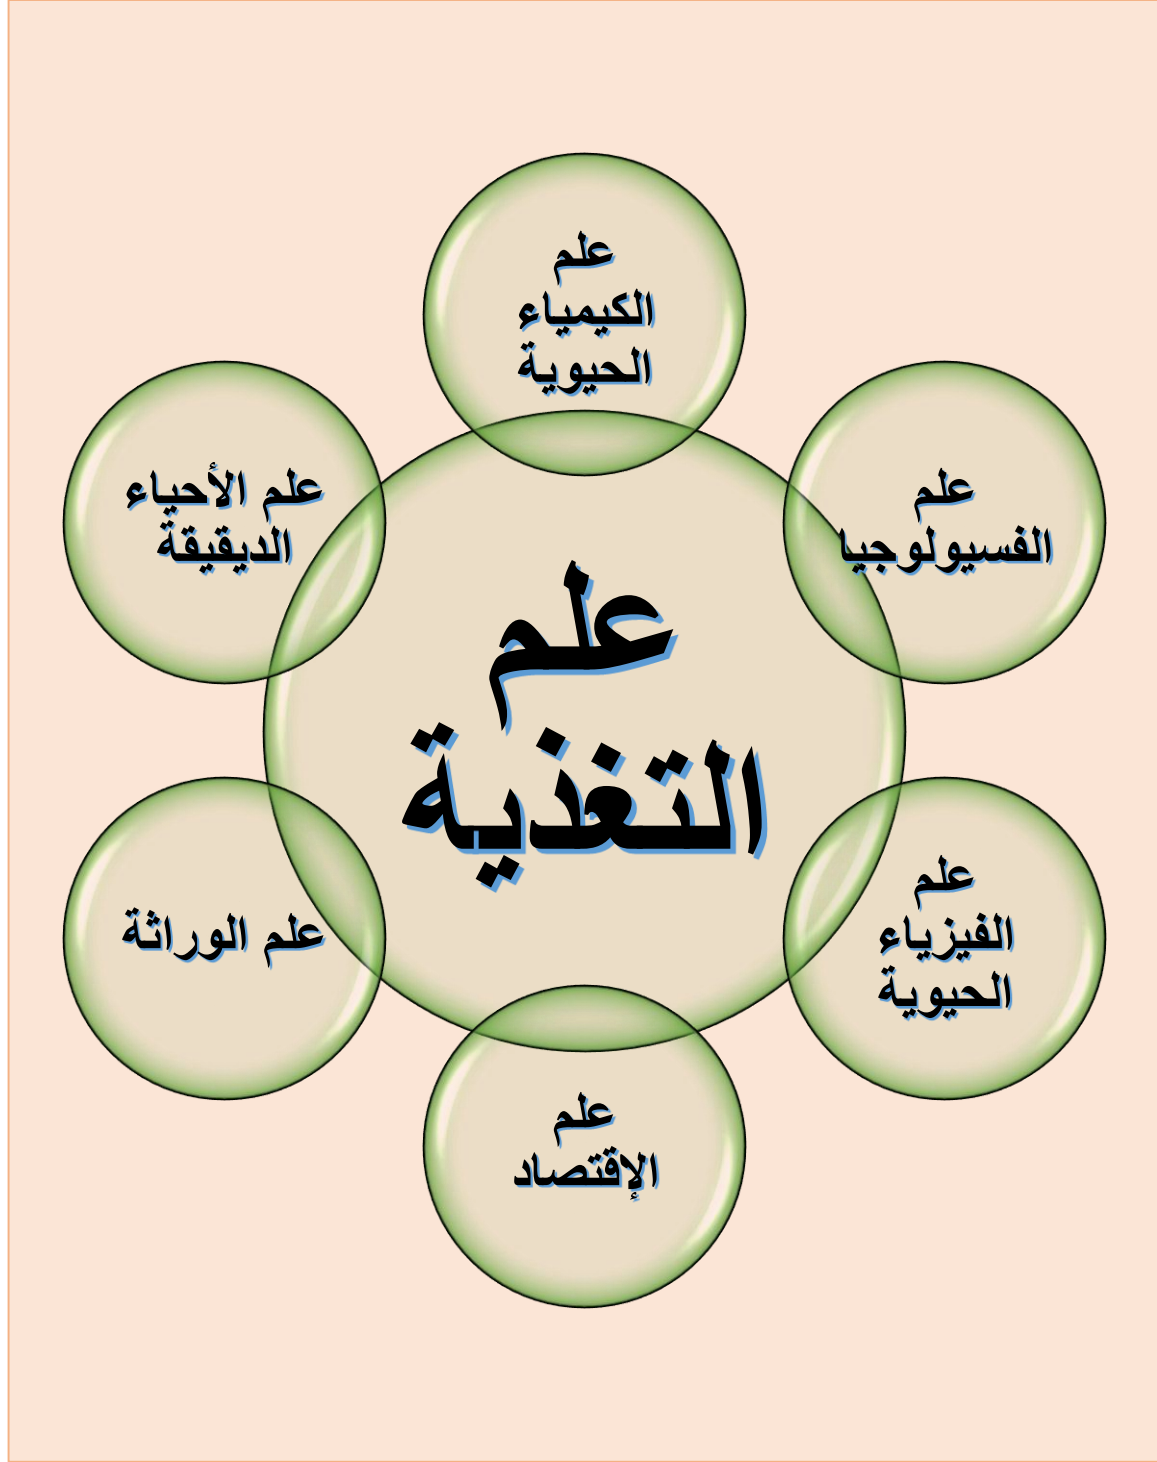 علم
الكيمياء
الحيوية
علم
الفسيولوجيا
علم الأحياء
الديقيقة
علم
التغذية
علم
الفيزياء
الحيوية
علم الوراثة
علم
الإقتصاد